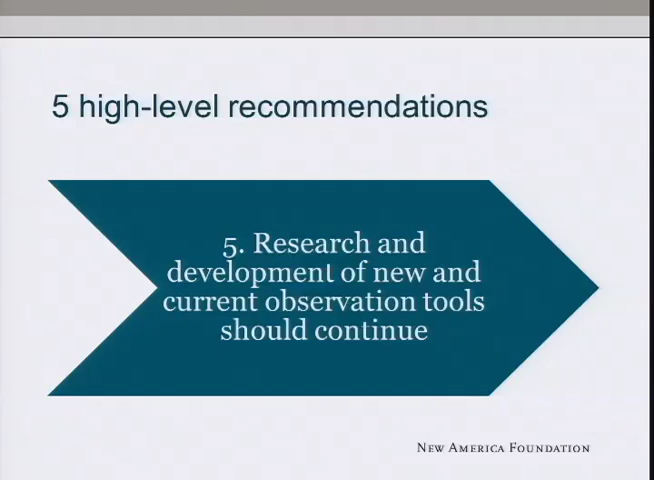 5 high-level recommendations
5. Research and
development of new and
current observation tools
should continue
NEW AMERICA FOUNDATION